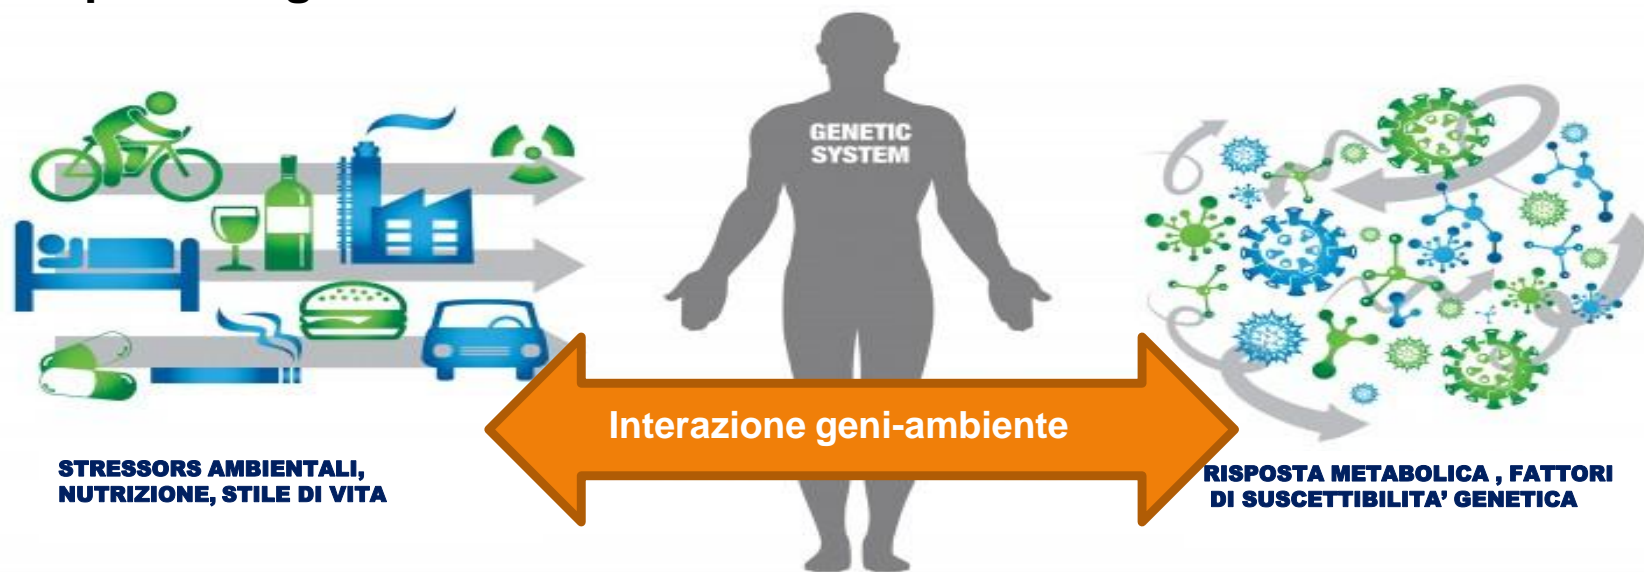 GENETIC
SYSTEM
Interazione geni-ambiente
STRESSORS AMBIENTALI,
NUTRIZIONE, STILE DI VITA
RISPOSTA METABOLICA , FATTORI
DI SUSCETTIBILITA’ GENETICA